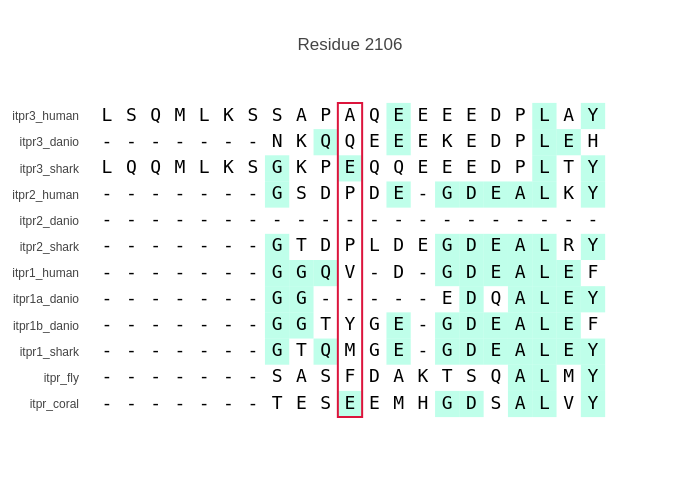 Residue 2106
itpr3_human L S Q M L K S S A P A Q E E E E D P L A Y
itpr3_danio - - - - - - - N K Q Q E E E K E D P L E H
itpr3_shark L Q Q M L K S G K P E Q Q E E E D P L T Y
itpr2_human - - - - - - - G S D P D E - G D E A L K Y
itpr2_danio - - - - - - - - - - - - - - - - - - - - -
itpr2_shark - - - - - - - G T D P L D E G D E A L R Y
itpr1_human - - - - - - - G G Q V - D - G D E A L E F
itpr1a_danio - - - - - - - G G - - - - - E D Q A L E Y
itpr1b_danio - - - - - - - G G T Y G E - G D E A L E F
itpr1_shark - - - - - - - G T Q M G E - G D E A L E Y
itpr_fly - - - - - - - S A S F D A K T S Q A L M Y
itpr_coral - - - - - - - T E S E E M H G D S A L V Y